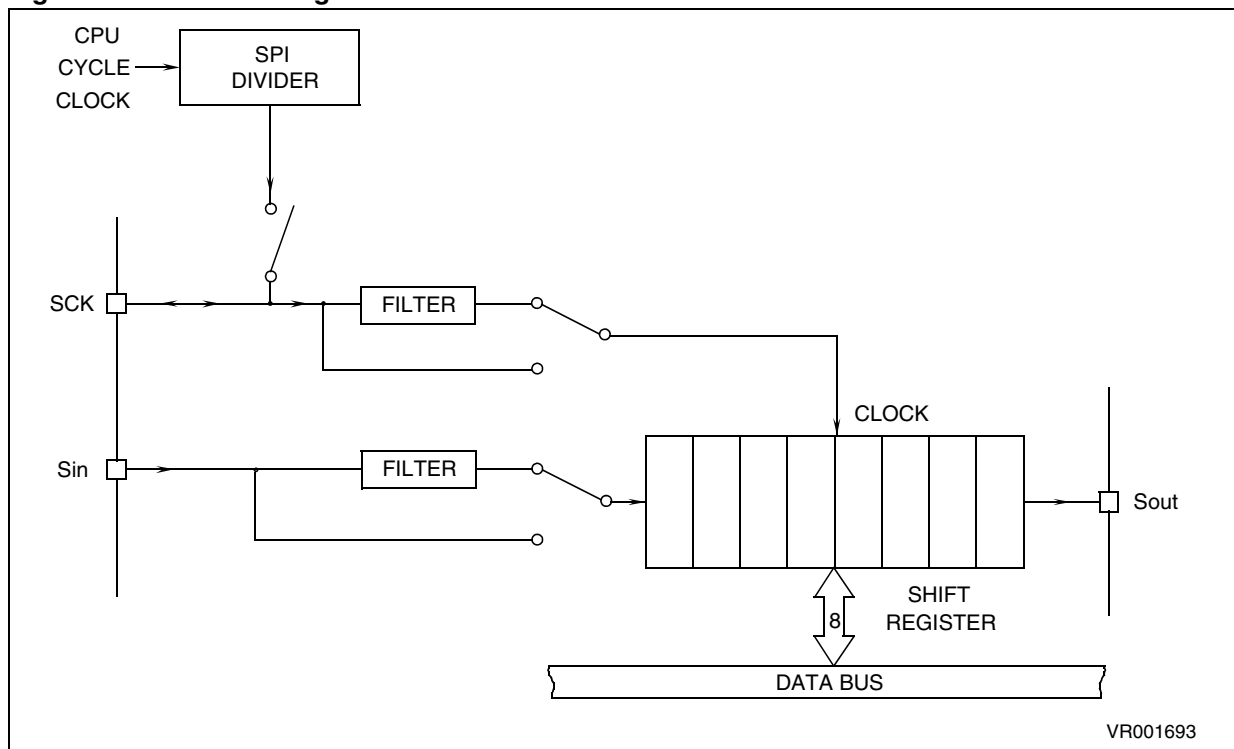 CPU
CYCLE
CLOCK
SPI
DIVIDER
SCK
FILTER
CLOCK
Sin
FILTER
Sout
SHIFT
REGISTER
8
DATA BUS
VR001693